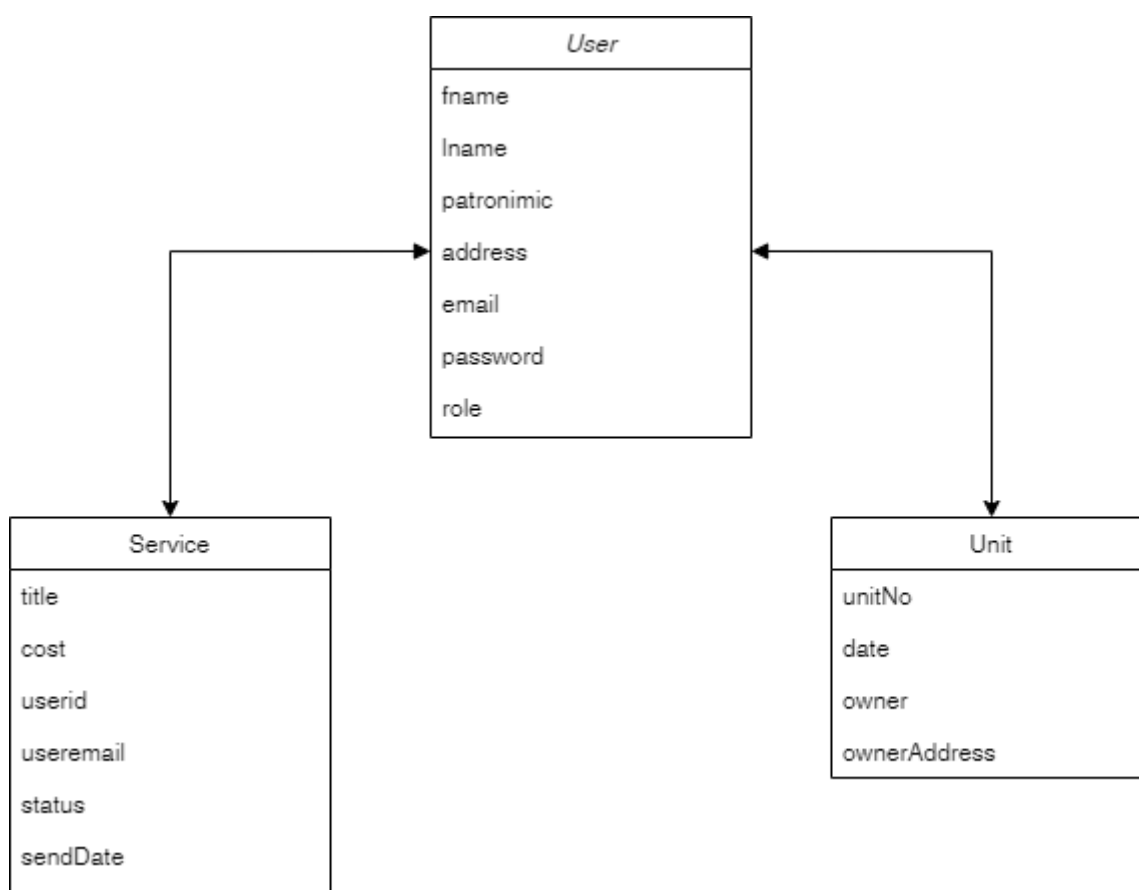 User
fname
lname
patronimic
address
email
password
role
Service
title
cost
userid
useremail
status
sendDate
Unit
unitNo
date
owner
ownerAddress